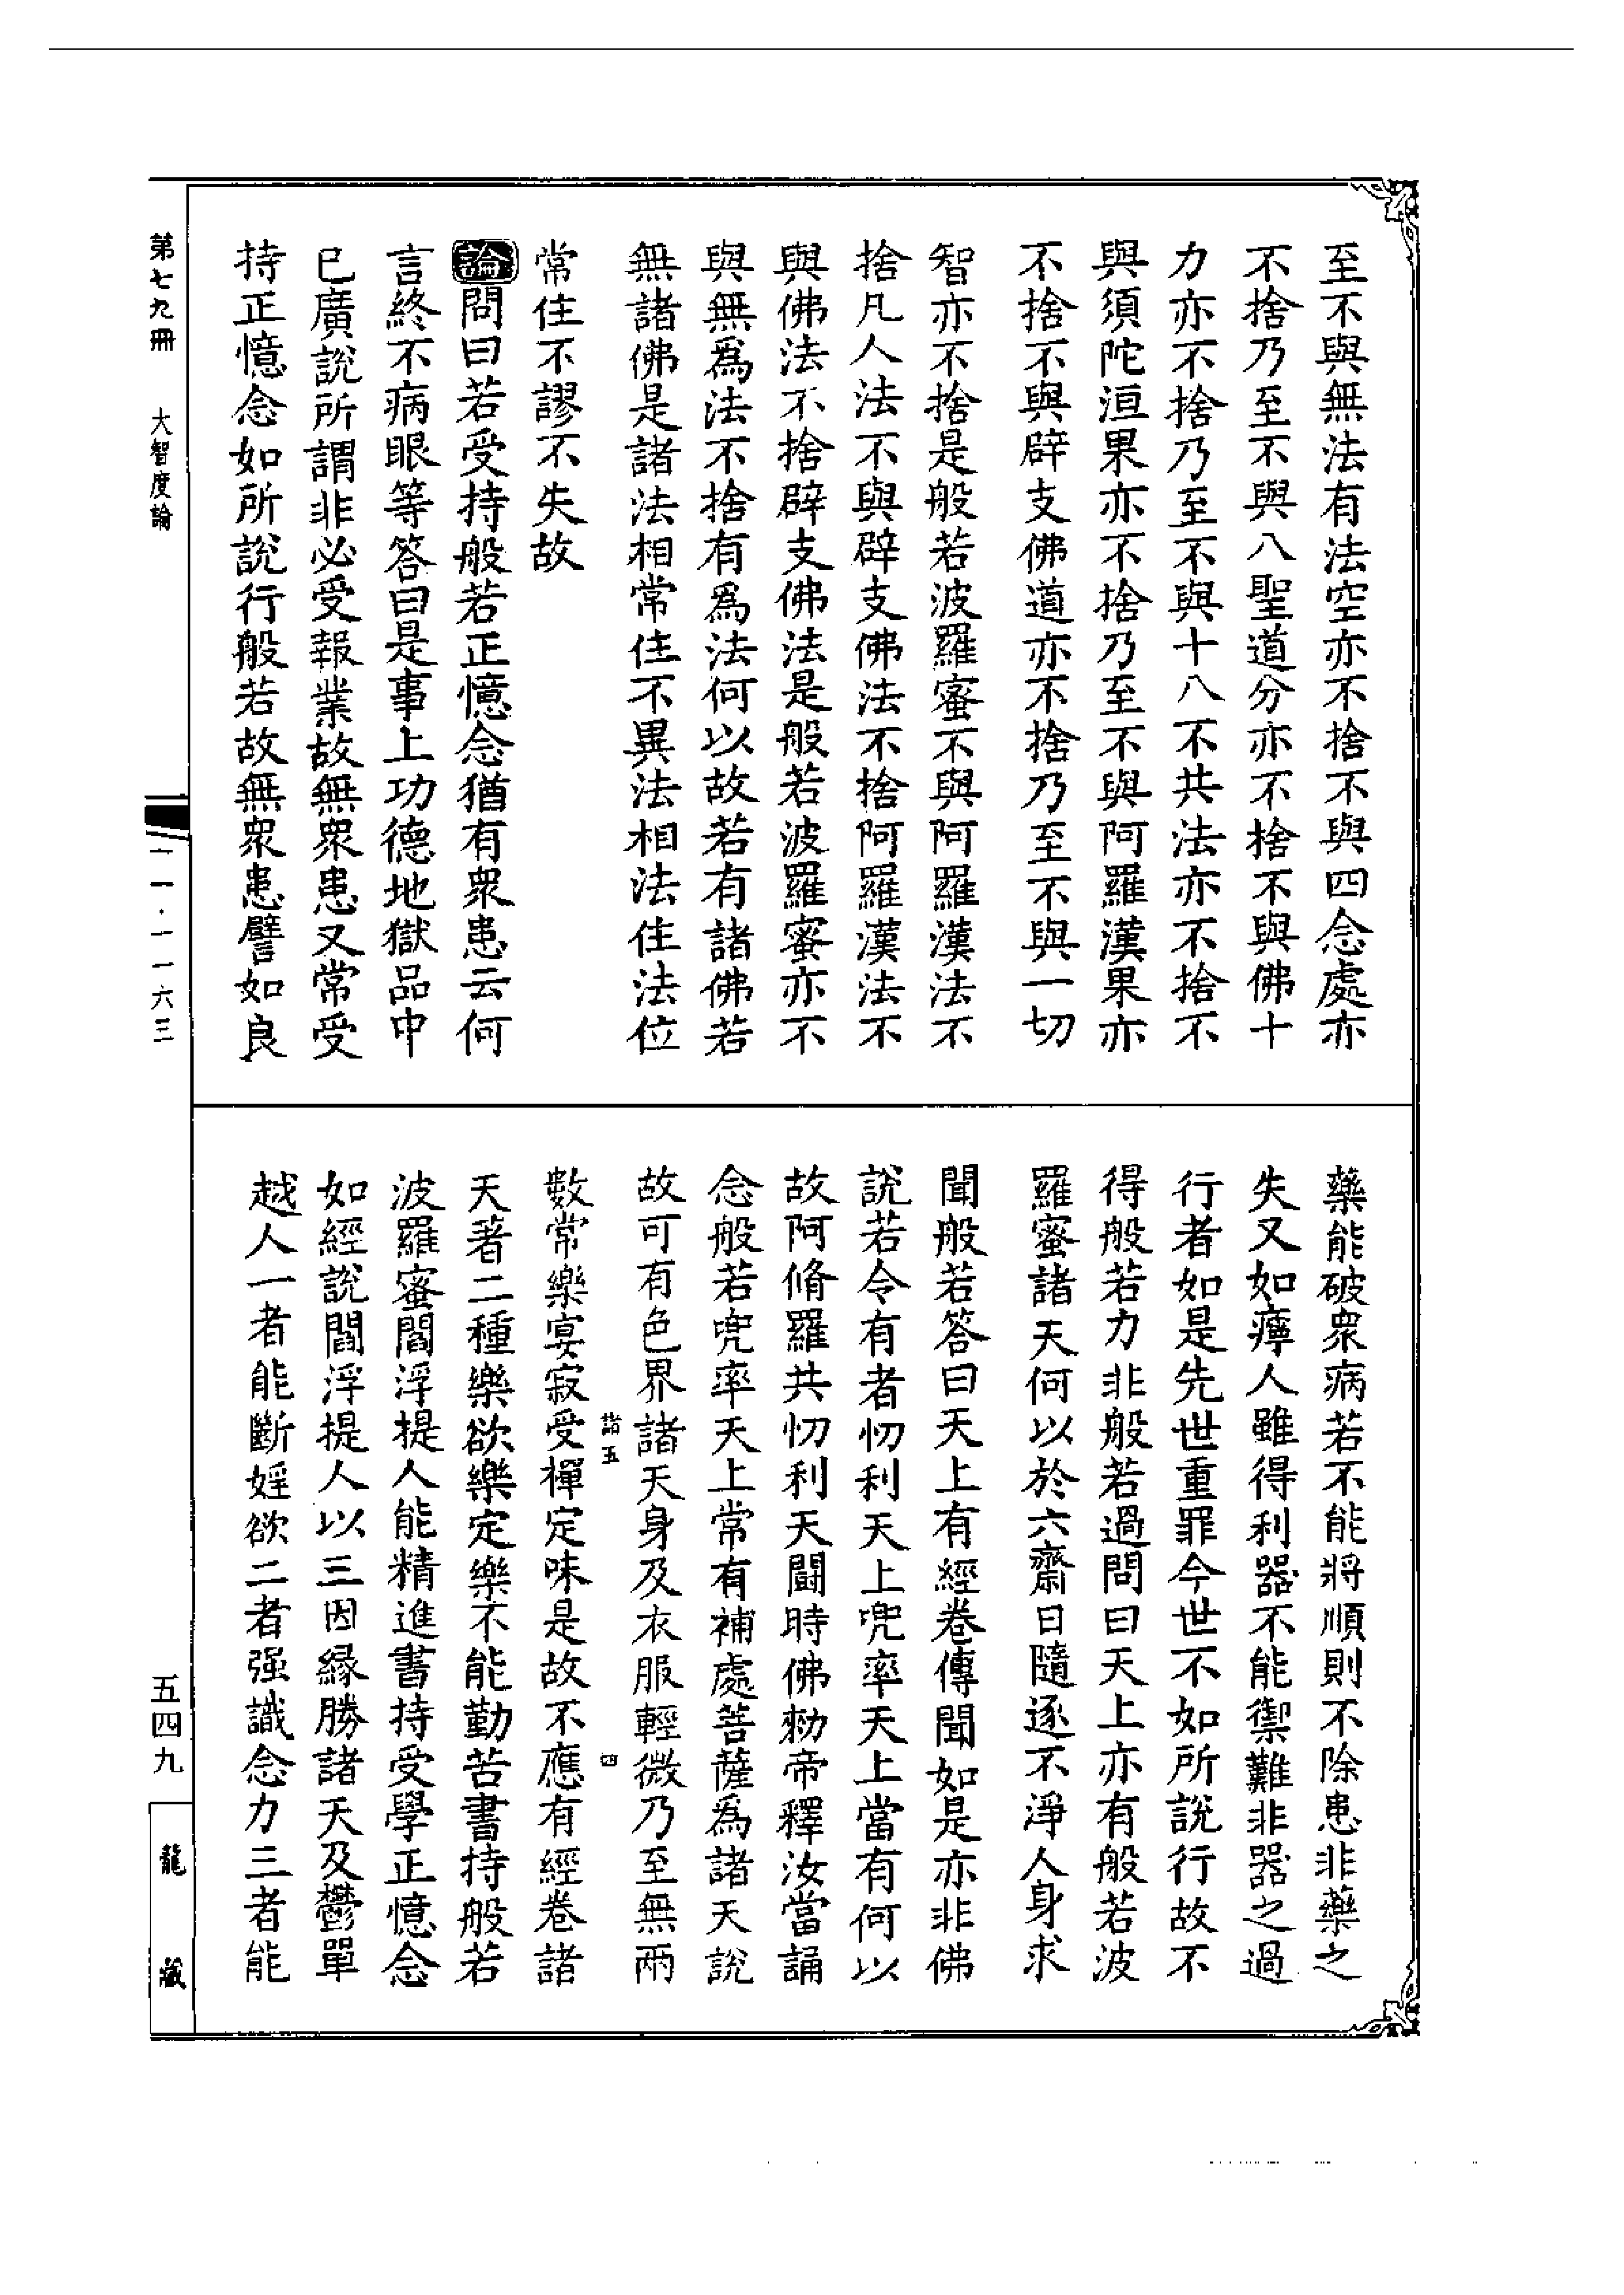 至不與無法有法空亦不捨不與四念處亦
不捨乃至不與八聖道分亦不捨不與佛十
力亦不捨乃至不與十八不共法亦不捨不
與須陀洹果亦不捨乃至不與阿羅漢果亦
不捨不與辟支佛道亦不捨乃至不與一切
智亦不捨是般若波羅蜜不與阿羅漢法不
捨凡人法不與辟支佛法不捨阿羅漢法不
與佛法不捨辟支佛法是般若波羅蜜亦不
與無為法不捨有為法何以故若有諸佛若
無諸佛是諸法相常住不異法相法住法位
常住不謬不失故
論問曰若受持般若正憶念猶有衆患云何
言終不病眼等答曰是事上功德地獄品中
已廣說所謂非必受報業故無衆患又常受
持正憶念如所說行般若故無衆患譬如良
藥能破衆病若不能將順則不除患非藥之
失又如㾕人雖得利器不能禦難非器之過
行者如是先世重罪今世不如所說行故不
得般若力非般若過問曰天上亦有般若波
羅蜜諸天何以於六齋日隨逐不淨人身求
聞般若答曰天上有經卷傳聞如是亦非佛
說若令有者忉利天上兜率天上當有何以
故阿脩羅共忉利天鬪時佛勑帝釋汝當誦
念般若兜率天上常有補處菩薩為諸天說
故可有色界諸天身及衣服輕微乃至無兩
諸五
四
數常樂宴寂受禪定味是故不應有經卷諸
天著二種樂欲樂定樂不能勤苦書持般若
波羅蜜閻浮提人能精進書持受學正憶念
如經說閻浮提人以三因緣勝諸天及鬱單
越人一者能斷婬欲二者强識念力三者能
第七九冊
大智度論
一一·一一六三
五四九
龍藏